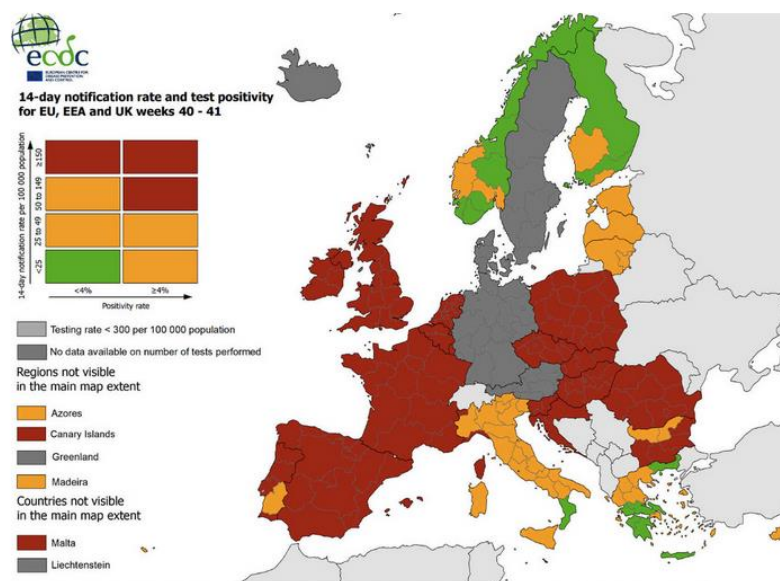 ecdc
EUROPEAN CENTRE FOR
DISEASE PREVENTION
AND CONTROL
14-day notification rate and test positivity
for EU, EEA and UK weeks 40 - 41
14-day notification rate per 100 000 population
≥150
50 to 149
25 to 49
<25
<4%
≥4%
Positivity rate
Testing rate < 300 per 100 000 population
No data available on number of tests performed
Regions not visible
in the main map extent
Azores
Canary Islands
Greenland
Madeira
Countries not visible
in the main map extent
Malta
Liechtenstein